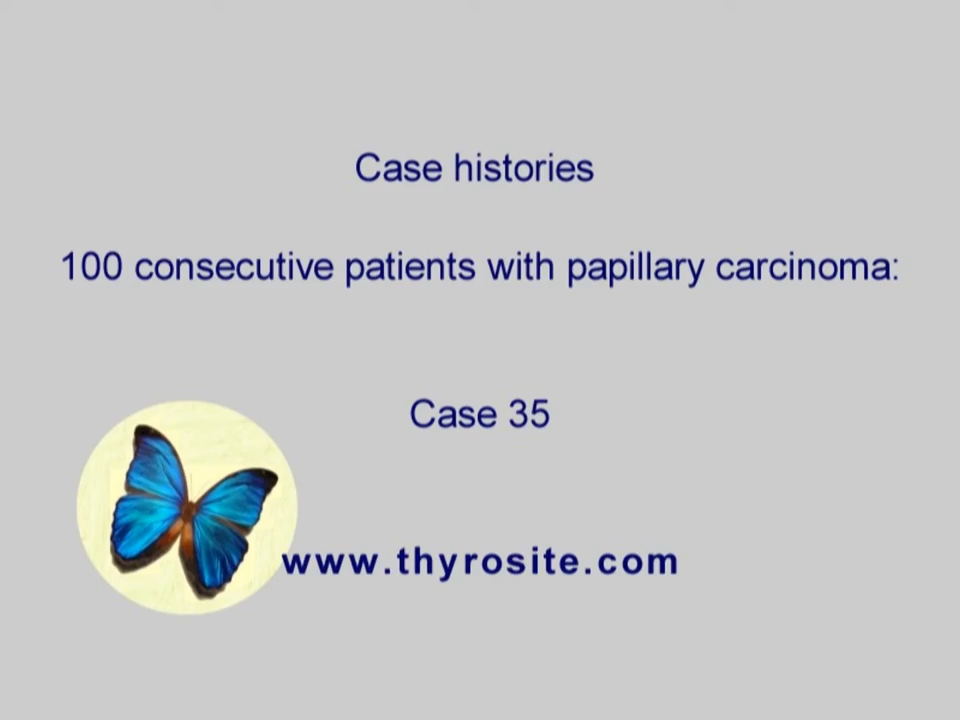 Case histories
100 consecutive patients with papillary carcinoma:
Case 35
www.thyrosite.com